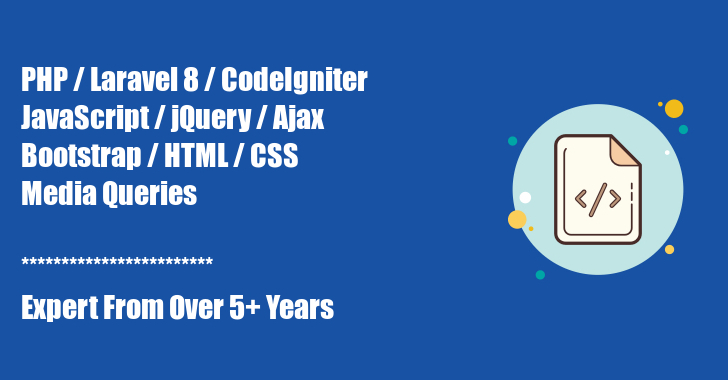 PHP / Laravel 8 / CodeIgniter
JavaScript / jQuery / Ajax
Bootstrap / HTML / CSS
Media Queries
************************
Expert From Over 5+ Years
</>